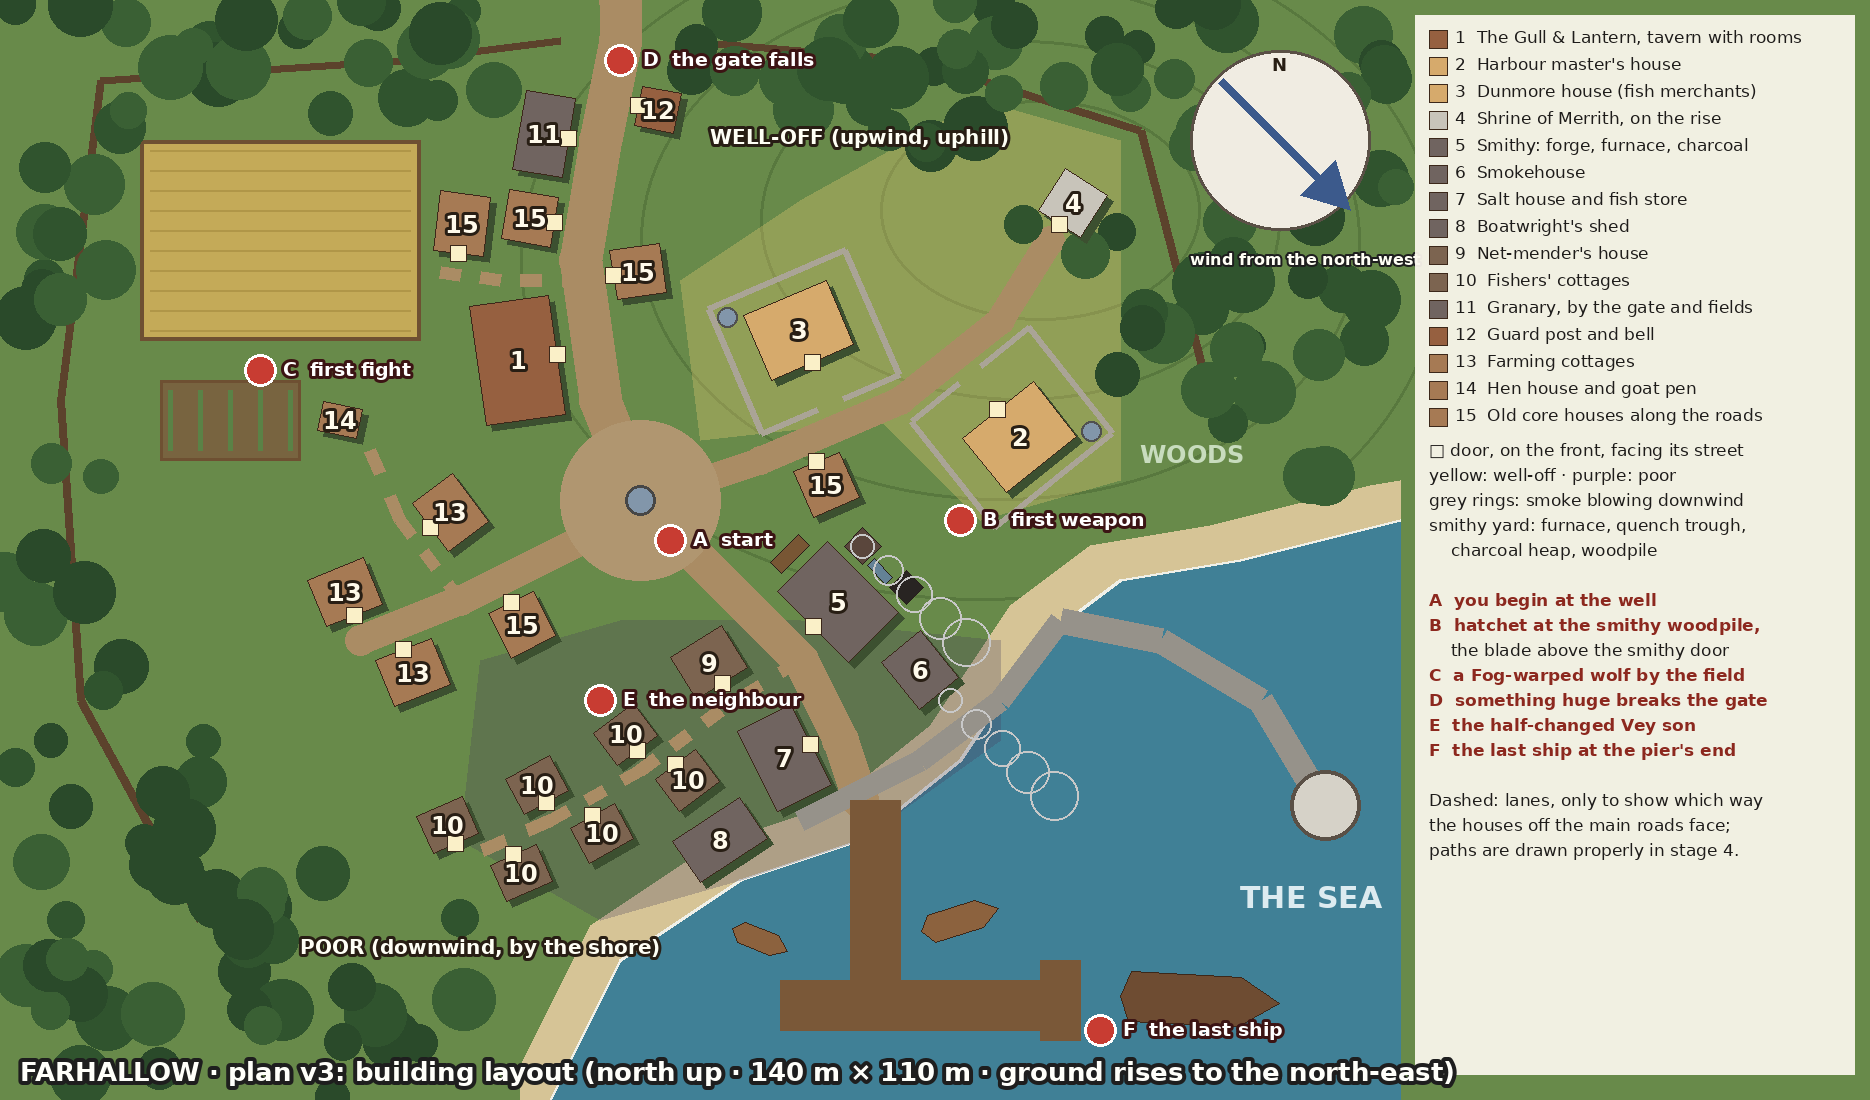 D the gate falls
12
11
WELL-OFF (upwind, uphill)
N
wind from the north-west
4
15
15
15
3
1
C first fight
14
2
WOODS
15
13
B first weapon
A start
13
15
5
13
9
6
E the neighbour
10
7
10
10
10
10
8
10
POOR (downwind, by the shore)
THE SEA
F the last ship
FARHALLOW · plan v3: building layout (north up · 140 m × 110 m · ground rises to the north-east)
1 The Gull & Lantern, tavern with rooms
2 Harbour master's house
3 Dunmore house (fish merchants)
4 Shrine of Merrith, on the rise
5 Smithy: forge, furnace, charcoal
6 Smokehouse
7 Salt house and fish store
8 Boatwright's shed
9 Net-mender's house
10 Fishers' cottages
11 Granary, by the gate and fields
12 Guard post and bell
13 Farming cottages
14 Hen house and goat pen
15 Old core houses along the roads
□ door, on the front, facing its street
yellow: well-off · purple: poor
grey rings: smoke blowing downwind
smithy yard: furnace, quench trough,
charcoal heap, woodpile
A you begin at the well
B hatchet at the smithy woodpile,
the blade above the smithy door
C a Fog-warped wolf by the field
D something huge breaks the gate
E the half-changed Vey son
F the last ship at the pier's end
Dashed: lanes, only to show which way
the houses off the main roads face;
paths are drawn properly in stage 4.